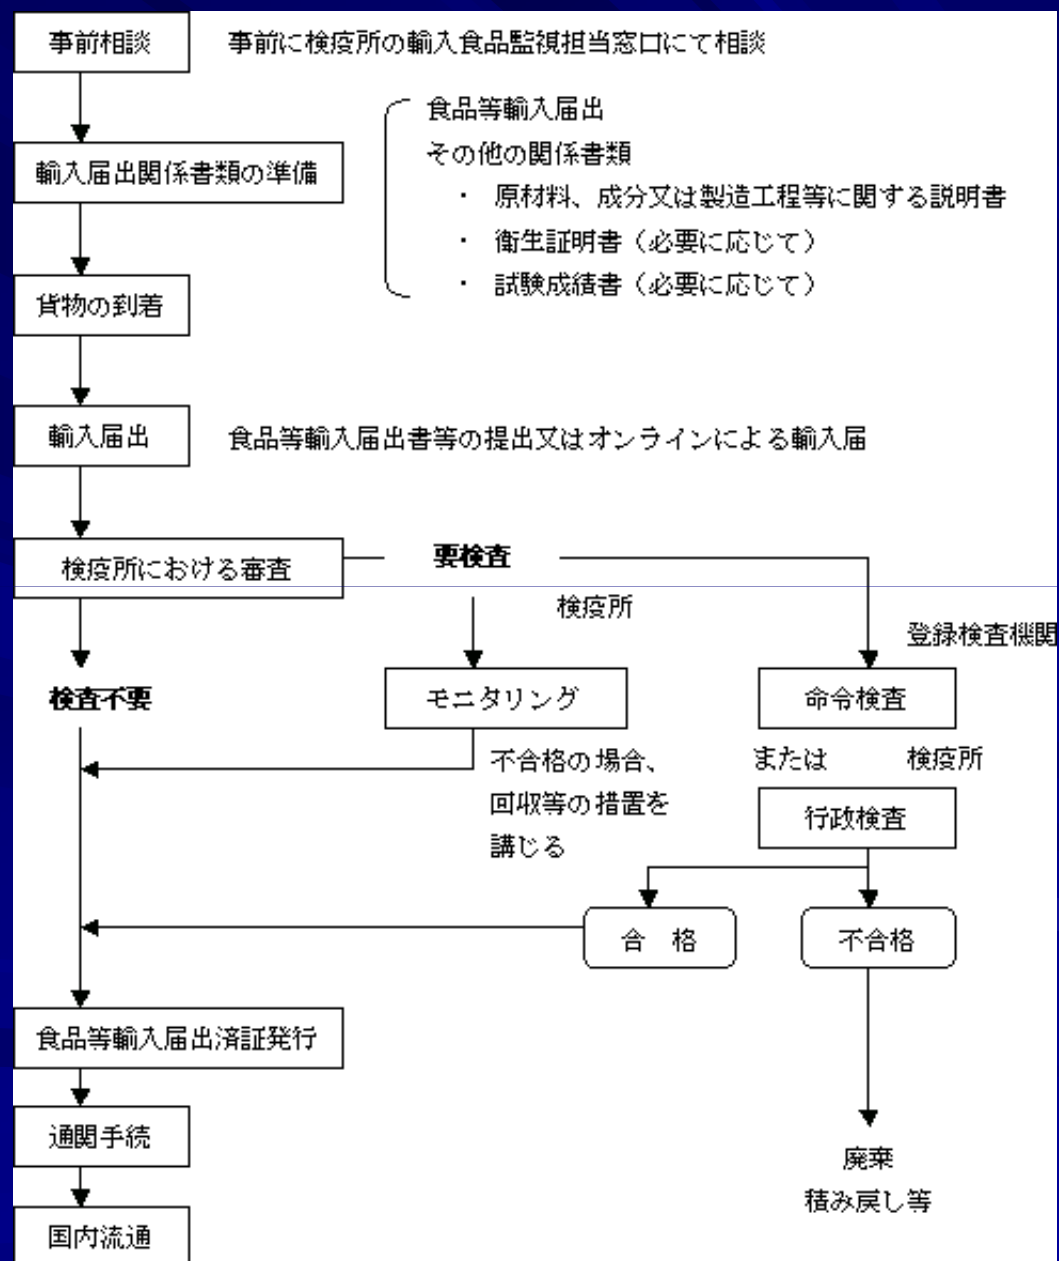 事前相談
事前に検疫所の輸入食品監視担当窓口にて相談
食品等輸入届出
その他の関係書類
輸入届出関係書類の準備
・ 原材料、成分又は製造工程等に関する説明書
・ 衛生証明書（必要に応じて）
・ 試験成績書（必要に応じて）
貨物の到着
輸入届出
食品等輸入届出書等の提出又はオンラインによる輸入届
検疫所における審査
要検査
検疫所
登録検査機関
検査不要
モニタリング
命令検査
不合格の場合、
回収等の措置を
講じる
または
検疫所
行政検査
合 格
不合格
食品等輸入届出済証発行
通関手続
廃棄
積み戻し等
国内流通